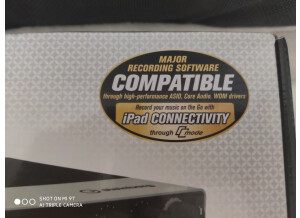 MAJOR
RECORDING SOFTWARE
COMPATIBLE
through high-performance ASIO, Core Audio, WDM drivers
Record your music on the Go with
iPad CONNECTIVITY
through CC mode
SHOT ON MI 9T
AI TRIPLE CAMERA